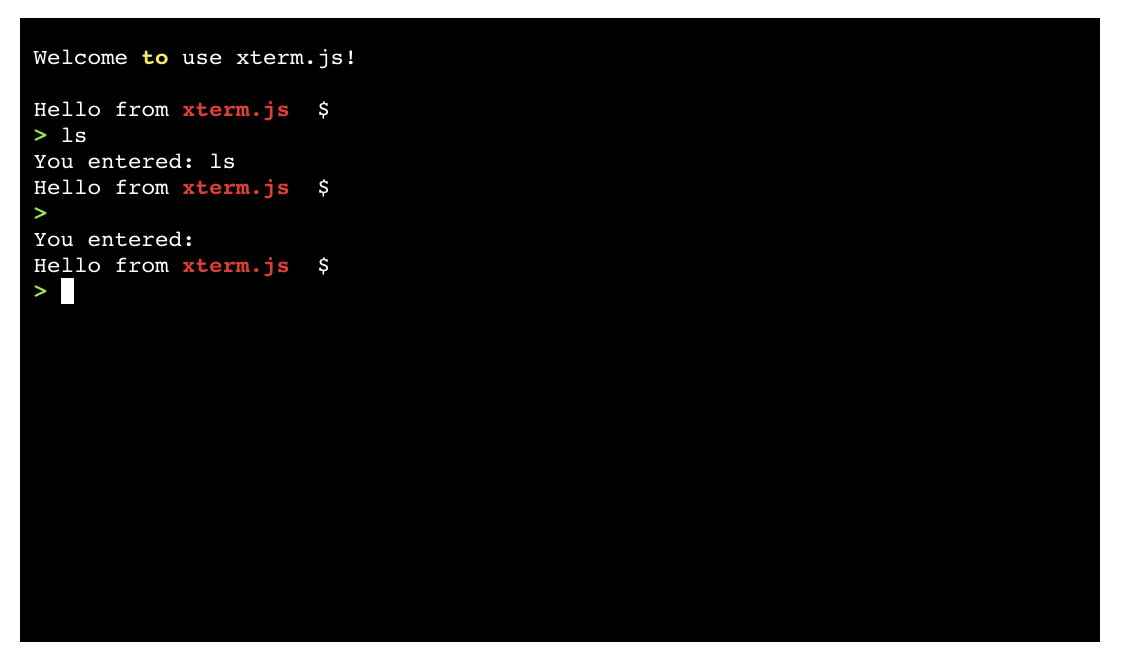 Welcome to use xterm.js!
Hello from xterm.js  $
> ls
You entered: ls
Hello from xterm.js  $
>
You entered:
Hello from xterm.js  $
>